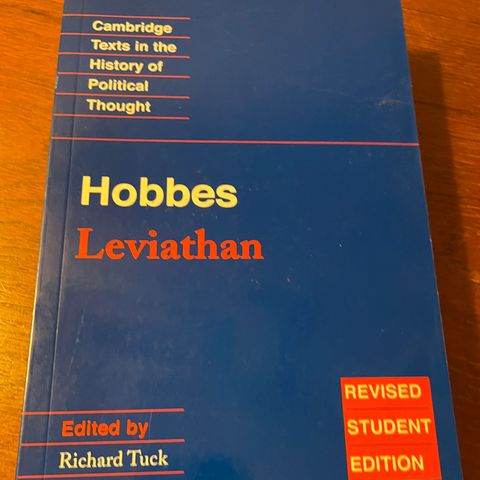 Cambridge
Texts in the
History of
Political
Thought
Hobbes
Leviathan
Edited by
Richard Tuck
REVISED
STUDENT
EDITION